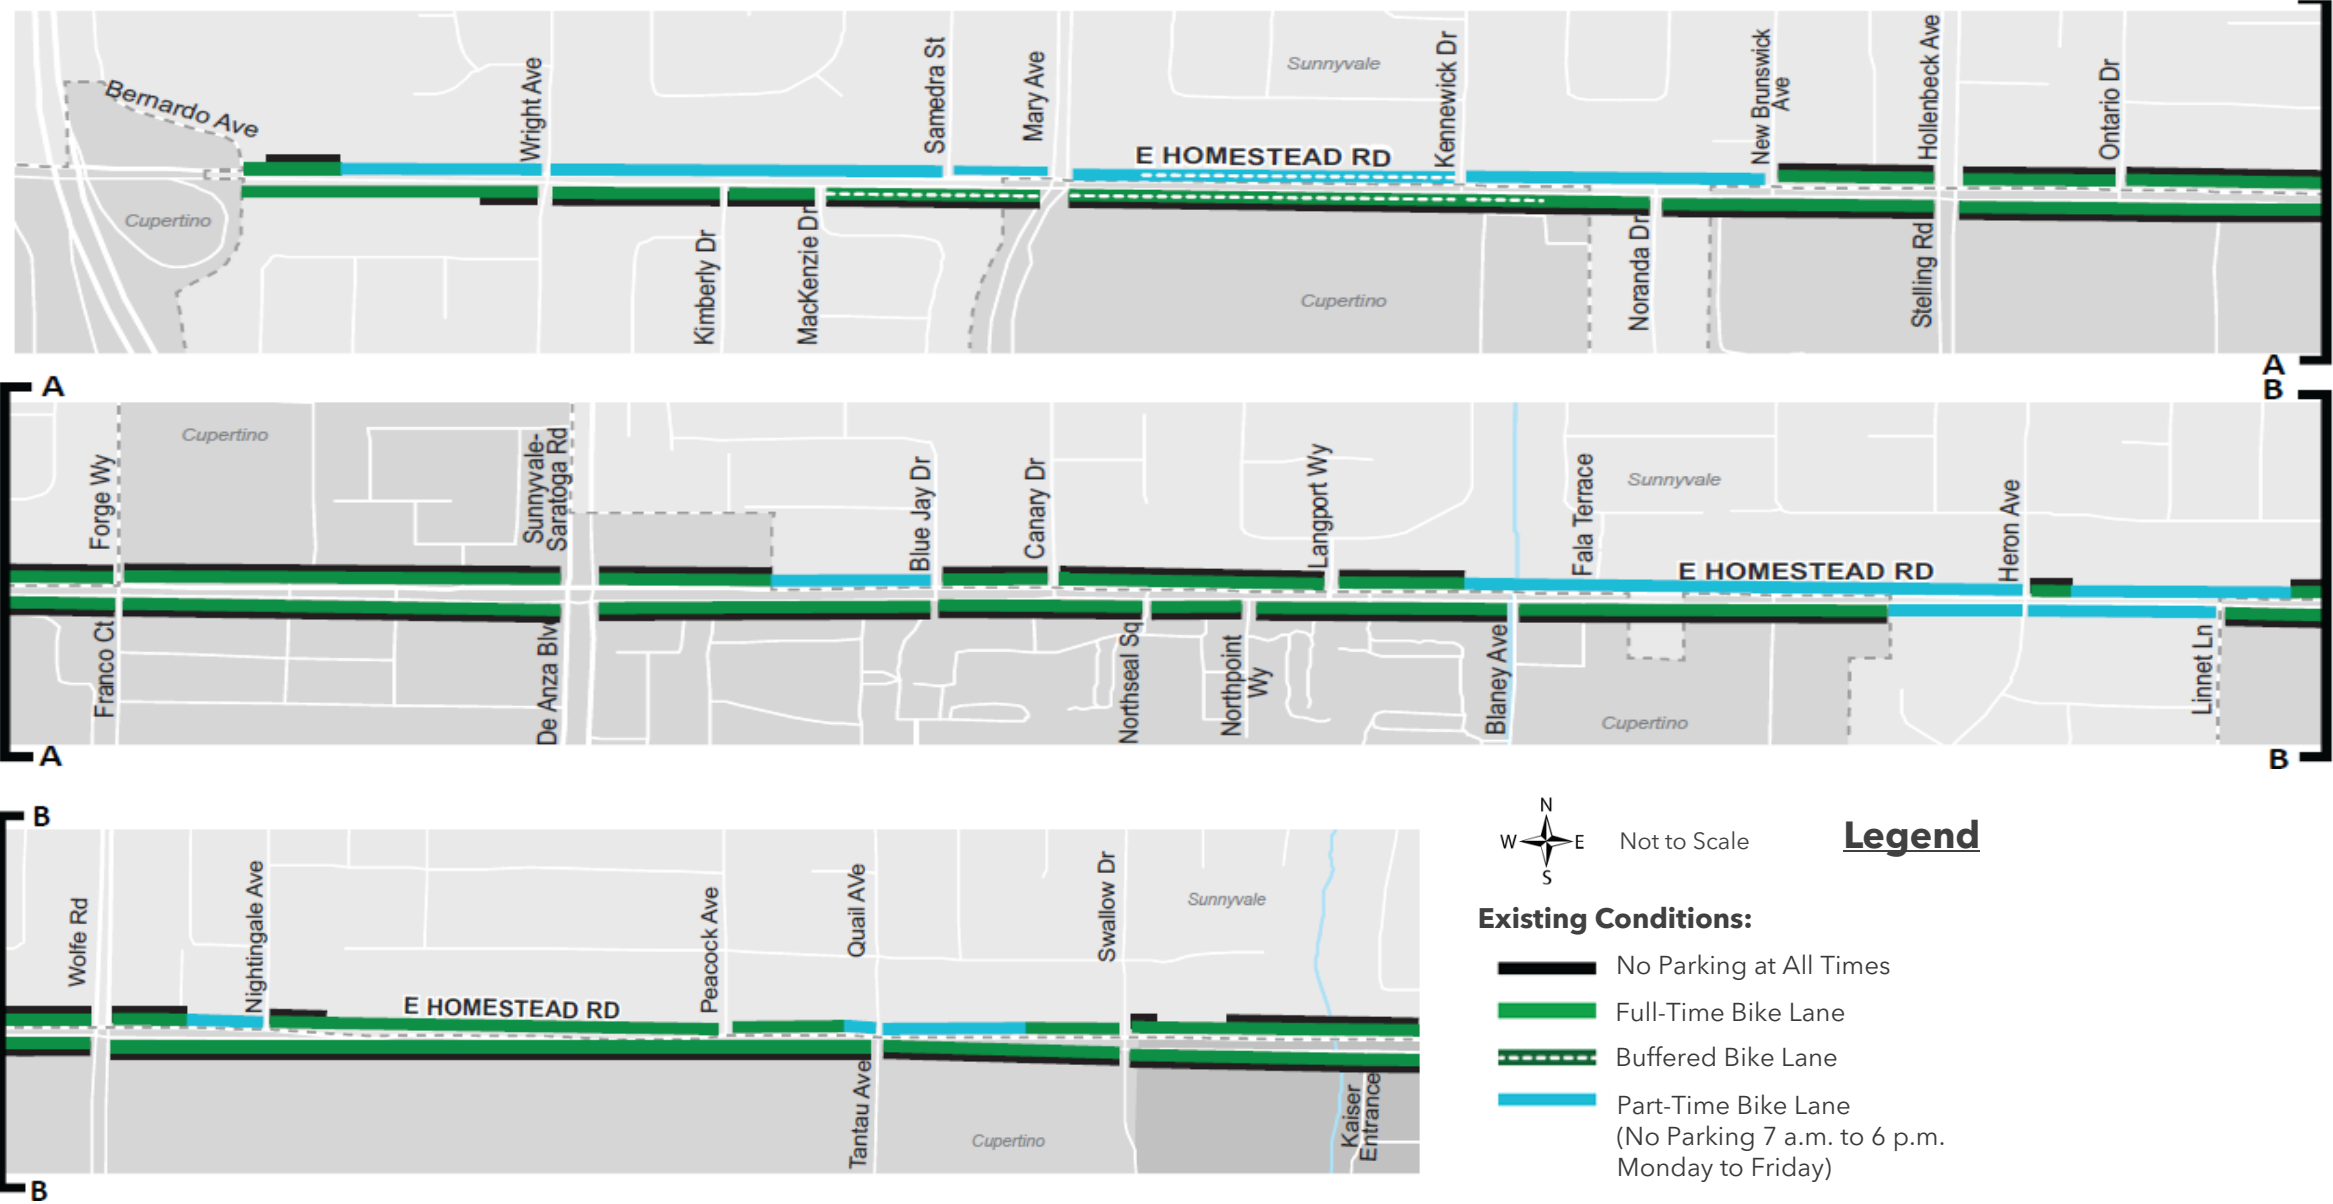 Bernardo Ave
Wright Ave
Samedra St
Mary Ave
Sunnyvale
E HOMESTEAD RD
Kennewick Dr
New Brunswick
Ave
Hollenbeck Ave
Ontario Dr
Cupertino
Kimberly Dr
MacKenzie Dr
Cupertino
Noranda Dr
Stelling Rd
A
A
B
Forge Wy
Cupertino
Sunnyvale-
Saratoga Rd
Blue Jay Dr
Canary Dr
Langport Wy
Fala Terrace
Sunnyvale
E HOMESTEAD RD
Heron Ave
Franco Ct
De Anza Blv
Northseal Sq
Northpoint
Wy
Blaney Ave
Cupertino
Linnet Ln
A
B
B
Wolfe Rd
Nightingale Ave
E HOMESTEAD RD
Peacock Ave
Quail AVe
Swallow Dr
Sunnyvale
Tantau Ave
Cupertino
Kaiser
Entrance
B
N
W E
S
Not to Scale
Legend
Existing Conditions:
No Parking at All Times
Full-Time Bike Lane
Buffered Bike Lane
Part-Time Bike Lane
(No Parking 7 a.m. to 6 p.m.
Monday to Friday)